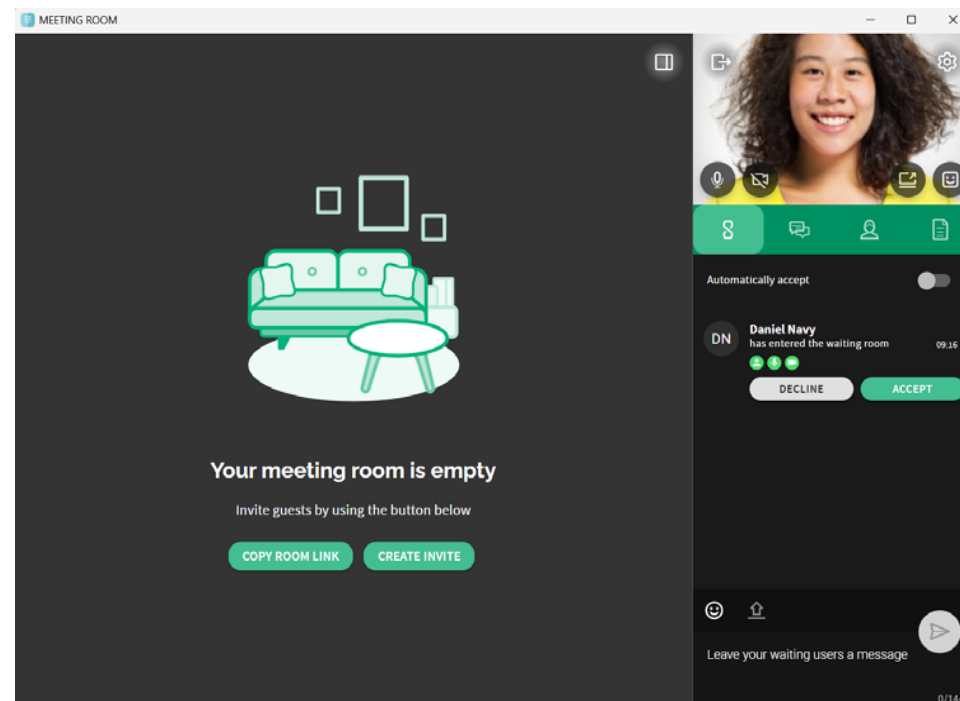 MEETING ROOM
Automatically accept
DN
Daniel Navy
has entered the waiting room
09:16
DECLINE
ACCEPT
Your meeting room is empty
Invite guests by using the button below
COPY ROOM LINK
CREATE INVITE
Leave your waiting users a message